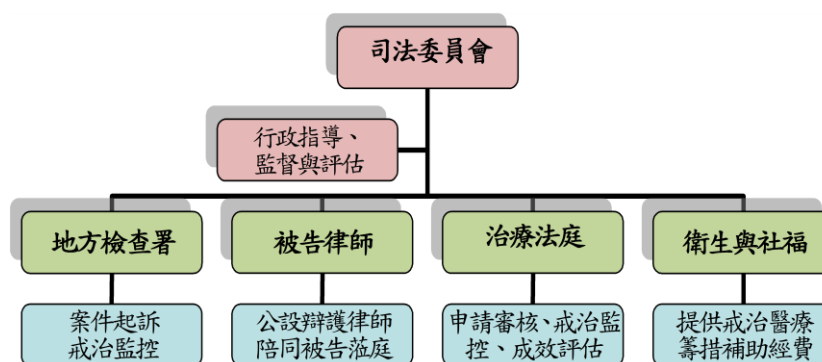 司法委員會
行政指導、
監督與評估
地方檢查署
被告律師
治療法庭
衛生與社福
案件起訴
戒治監控
公設辯護律師
陪同被告蒞庭
申請審核、戒治監
控、成效評估
提供戒治醫療
籌措補助經費